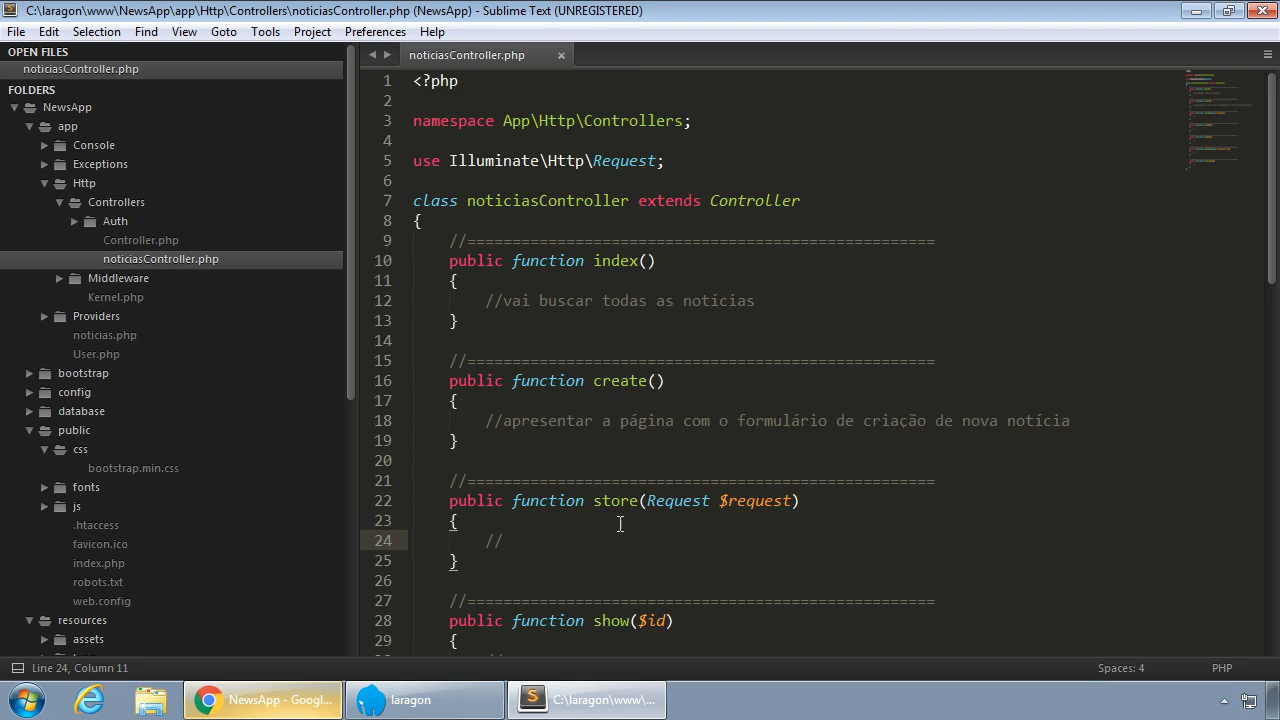 C:\laragon\www\NewsApp\app\Http\Controllers\noticiasController.php (NewsApp) - Sublime Text (UNREGISTERED)
File Edit Selection Find View Goto Tools Project Preferences Help
OPEN FILES
noticiasController.php
FOLDERS
NewsApp
app
Console
Exceptions
Http
Controllers
Auth
Controller.php
noticiasController.php
Middleware
Kernel.php
Providers
noticias.php
User.php
bootstrap
config
database
public
css
bootstrap.min.css
fonts
js
.htaccess
favicon.ico
index.php
robots.txt
web.config
resources
assets
noticiasController.php
1 <?php
2
3 namespace App\Http\Controllers;
4
5 use Illuminate\Http\Request;
6
7 class noticiasController extends Controller
8 {
9 //====================================================
10 public function index()
11 {
12 //vai buscar todas as notícias
13 }
14
15 //====================================================
16 public function create()
17 {
18 //apresentar a página com o formulário de criação de nova notícia
19 }
20
21 //====================================================
22 public function store(Request $request)
23 {
24 //
25 }
26
27 //====================================================
28 public function show($id)
29 {
Line 24, Column 11
Spaces: 4
PHP
NewsApp - Googl...
laragon
C:\laragon\www\...